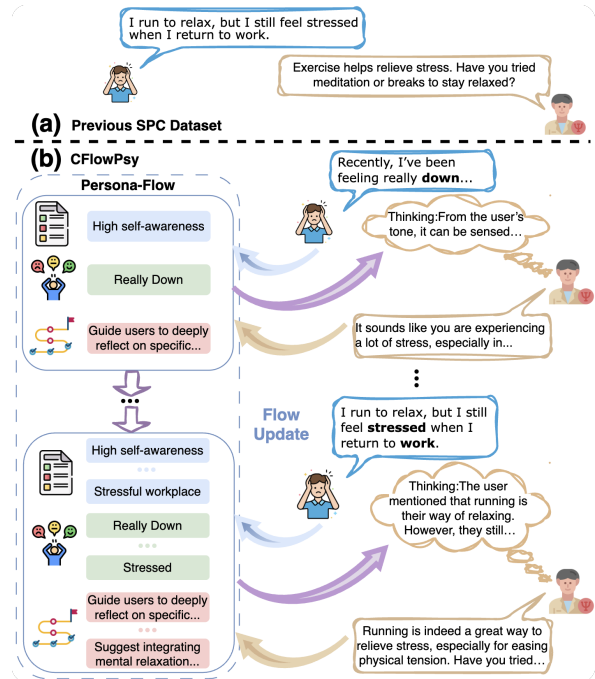 I run to relax, but I still feel stressed
when I return to work.
Exercise helps relieve stress. Have you tried
meditation or breaks to stay relaxed?
(a) Previous SPC Dataset
(b) CFlowPsy
Persona-Flow
High self-awareness
Really Down
Guide users to deeply
reflect on specific...
Recently, I've been
feeling really down...
Thinking:From the user's
tone, it can be sensed...
It sounds like you are experiencing
a lot of stress, especially in...
Flow
Update
I run to relax, but I still
feel stressed when I
return to work.
High self-awareness
Stressful workplace
Really Down
Stressed
Guide users to deeply
reflect on specific...
Suggest integrating
mental relaxation...
Thinking:The user
mentioned that running is
their way of relaxing.
However, they still...
Running is indeed a great way to
relieve stress, especially for easing
physical tension. Have you tried...